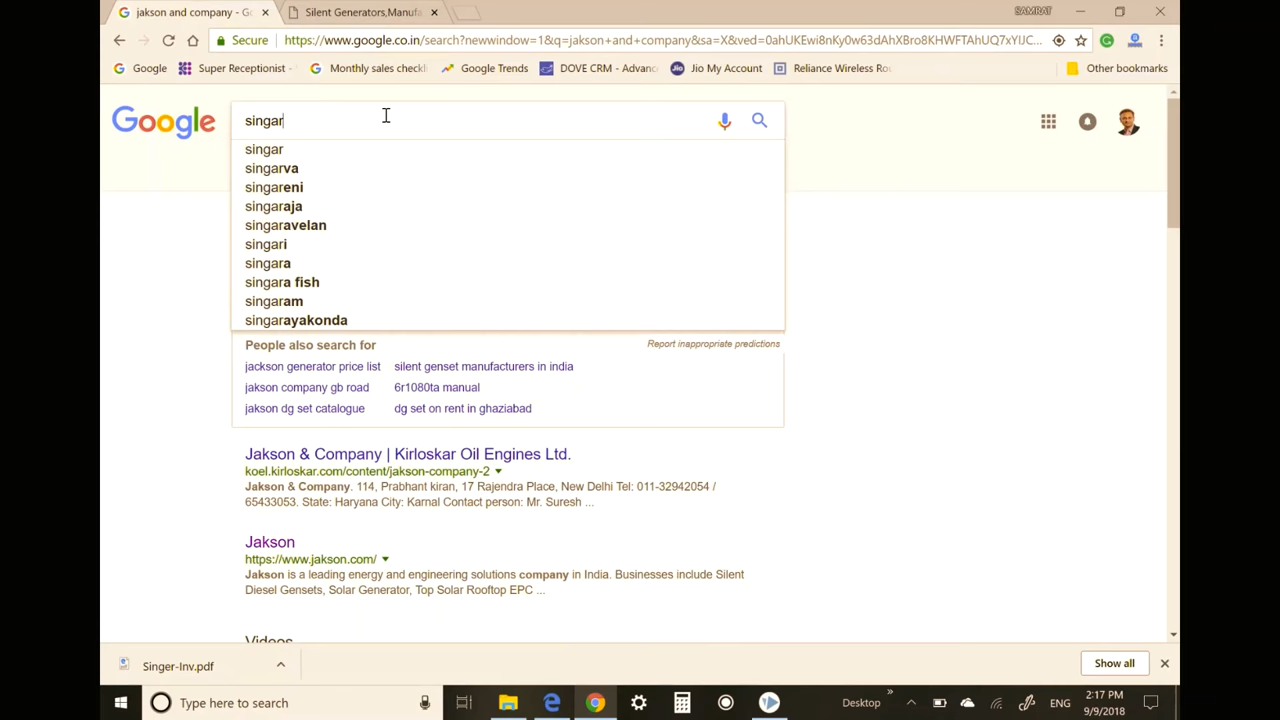 jakson and company - Go
Silent Generators,Manufa
SAMRAT
Secure
https://www.google.co.in/search?newwindow=1&q=jakson+and+company&sa=X&ved=0ahUKEwi8nKy0w63dAhXBro8KHWFTAhUQ7xYIJC...
Google
Super Receptionist -
Monthly sales checkli
Google Trends
DOVE CRM - Advanc
Jio My Account
Reliance Wireless Rou
Other bookmarks
Google
singar
singar
singarva
singareni
singaraja
singaravelan
singari
singara
singara fish
singaram
singarayakonda
Report inappropriate predictions
People also search for
jackson generator price list silent genset manufacturers in india
jakson company gb road 6r1080ta manual
jakson dg set catalogue dg set on rent in ghaziabad
Jakson & Company | Kirloskar Oil Engines Ltd.
koel.kirloskar.com/content/jakson-company-2
Jakson & Company. 114, Prabhant kiran, 17 Rajendra Place, New Delhi Tel: 011-32942054 /
65433053. State: Haryana City: Karnal Contact person: Mr. Suresh ...
Jakson
https://www.jakson.com/
Jakson is a leading energy and engineering solutions company in India. Businesses include Silent
Diesel Gensets, Solar Generator, Top Solar Rooftop EPC ...
Videos
Singer-Inv.pdf
Show all
Type here to search
Desktop
ENG
2:17 PM
9/9/2018